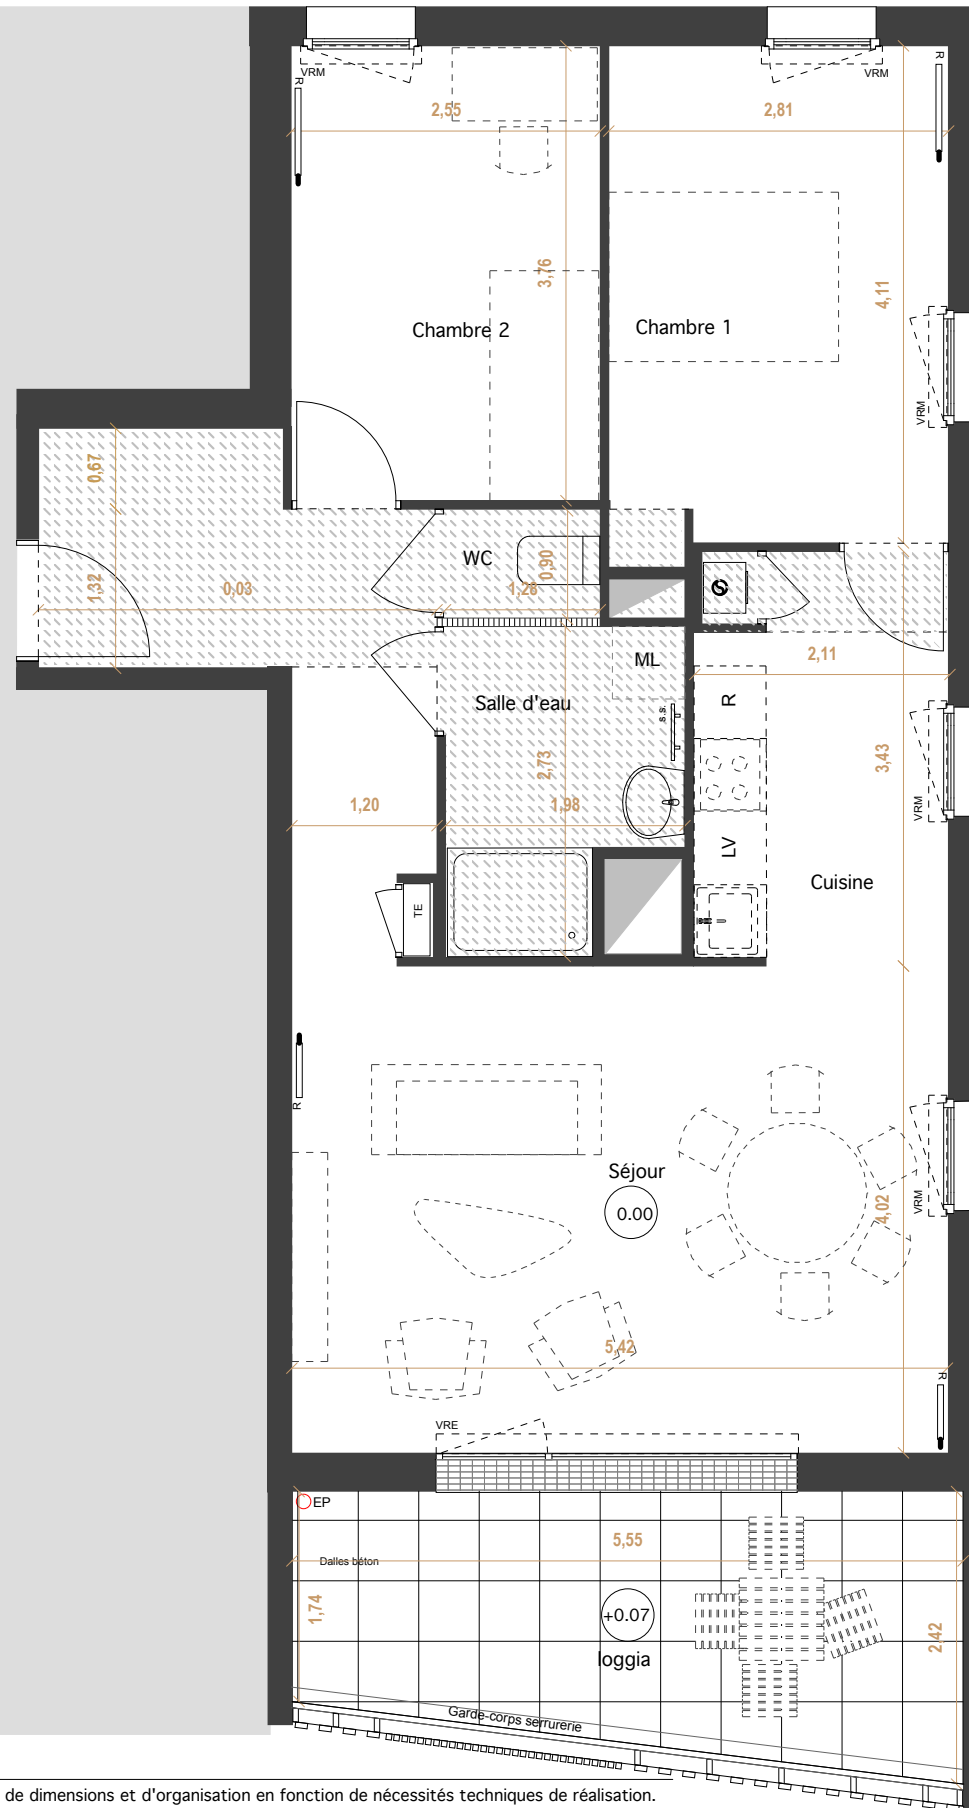 VRM
VRM
R
R
2,55
2,81
3,76
4,11
Chambre 2
Chambre 1
VRM
0,67
1,32
0,03
WC
0,90
1,28
ML
2,11
Salle d'eau
R
s.s.
2,73
3,43
VRM
1,20
1,98
LV
Cuisine
TE
R
Séjour
0.00
4,02
VRM
5,42
R
VRE
EP
5,55
Dalles béton
1,74
+0.07
2,42
loggia
Garde-corps serrurerie
de dimensions et d'organisation en fonction de nécessités techniques de réalisation.